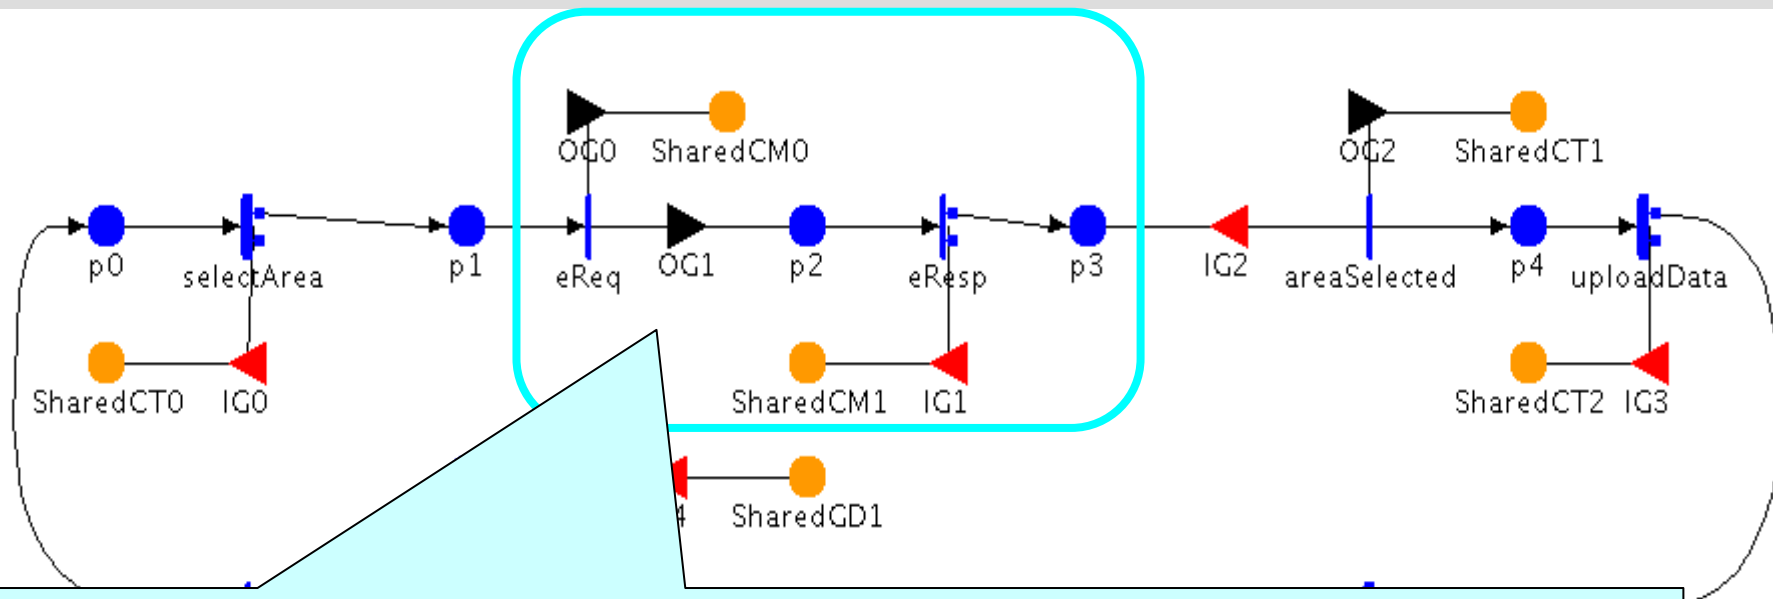 OG0 SharedCM0 OG2 SharedCT1
p0 selectArea p1 eReq OG1 p2 eResp p3 IG2 areaSelected p4 uploadData
SharedCT0 IG0 SharedCM1 IG1 SharedCT2 IG3
4 SharedGD1